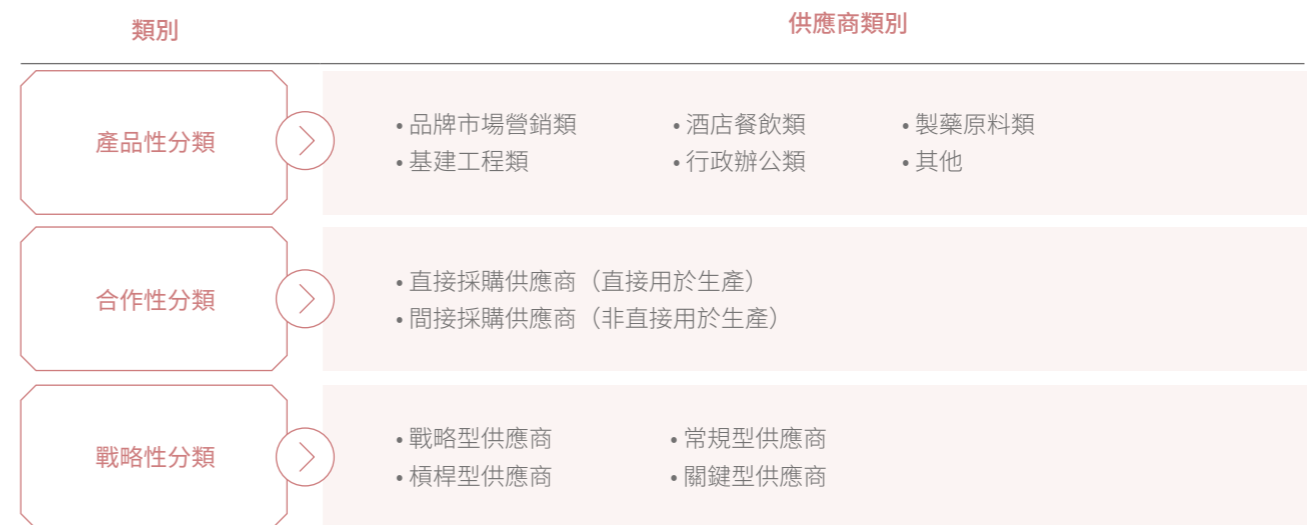 類別
供應商類別
產品性分類
• 品牌市場營銷類 • 酒店餐飲類 • 製藥原料類
• 基建工程類 • 行政辦公類 • 其他
合作性分類
• 直接採購供應商（直接用於生產）
• 間接採購供應商（非直接用於生產）
戰略性分類
• 戰略型供應商 • 常規型供應商
• 槓桿型供應商 • 關鍵型供應商